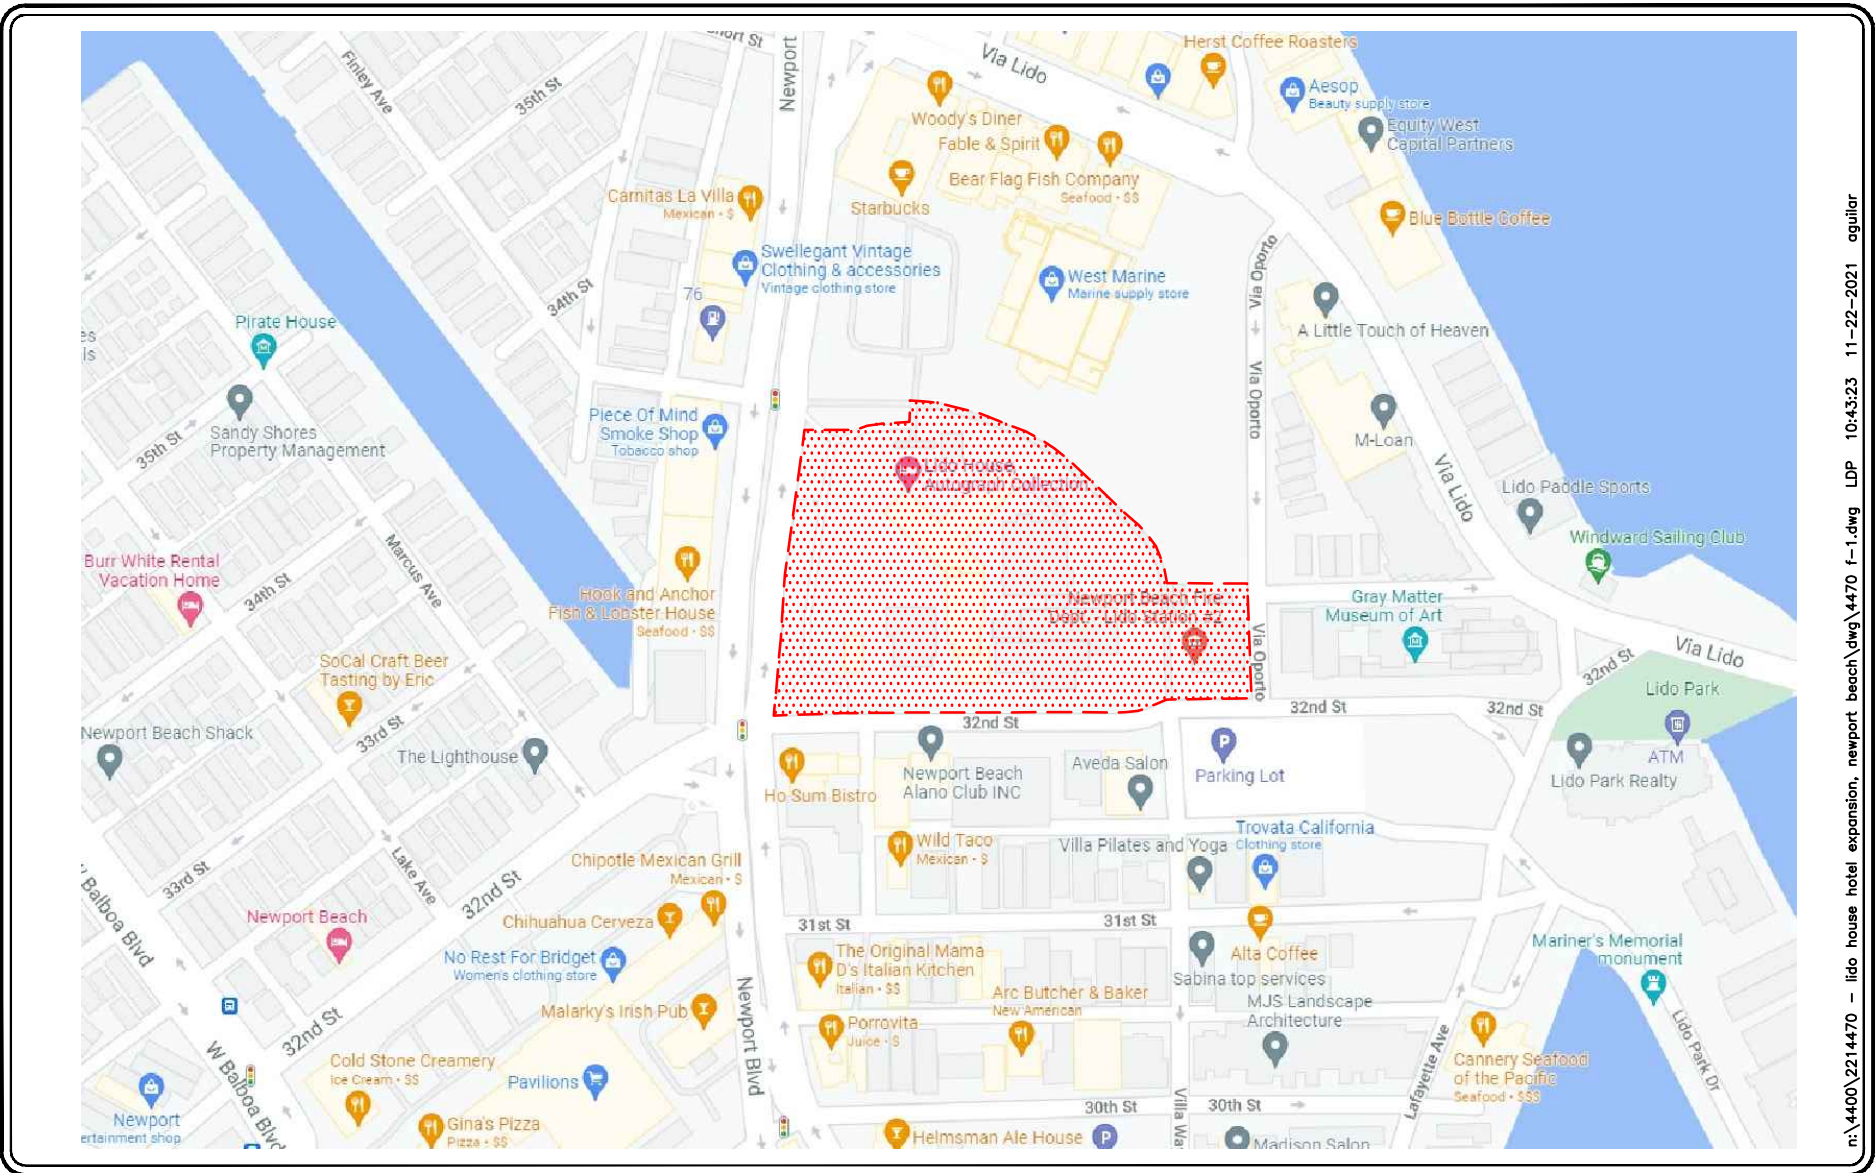 Short St
Newport
Via Lido
Herst Coffee Roasters
Finley Ave
35th St
Woody's Diner
Fable & Spirit
Aesop
Beauty supply store
Equity West
Capital Partners
Bear Flag Fish Company
Seafood · $$
Carnitas La Villa
Mexican · $
Starbucks
Blue Bottle Coffee
Swellegant Vintage
Clothing & accessories
Vintage clothing store
76
34th St
West Marine
Marine supply store
Via Oporto
A Little Touch of Heaven
Pirate House
es
ls
Via Oporto
Piece Of Mind
Smoke Shop
Tobacco shop
Sandy Shores
Property Management
35th St
M-Loan
Via Lido
Lido House,
Autograph Collection
Lido Paddle Sports
Windward Sailing Club
Burr White Rental
Vacation Home
34th St
Marcus Ave
Hook and Anchor
Fish & Lobster House
Seafood · $$
Newport Beach Fire
Dept. - Lido Station #2
Gray Matter
Museum of Art
Via Oporto
Via Lido
32nd St
Lido Park
SoCal Craft Beer
Tasting by Eric
33rd St
Newport Beach Shack
The Lighthouse
32nd St
32nd St
32nd St
ATM
Lido Park Realty
Newport Beach
Alano Club INC
Aveda Salon
Parking Lot
Ho Sum Bistro
Wild Taco
Mexican · $
Villa Pilates and Yoga
Trovata California
Clothing store
Chipotle Mexican Grill
Mexican · $
33rd St
Lake Ave
32nd St
Balboa Blvd
Newport Beach
Chihuahua Cerveza
31st St
31st St
No Rest For Bridget
Women's clothing store
The Original Mama
D's Italian Kitchen
Italian · $$
Alta Coffee
Sabina top services
Mariner's Memorial
monument
Arc Butcher & Baker
New American
MJS Landscape
Architecture
Malarky's Irish Pub
Newport Blvd
Porrovita
Juice · $
32nd St
W Balboa Blvd
Cold Stone Creamery
Ice Cream · $$
Pavilions
Lafayette Ave
Cannery Seafood
of the Pacific
Seafood · $$$
Lido Park Dr
Newport
ertainment shop
Gina's Pizza
Pizza · $$
30th St
30th St
Villa Wa
Helmsman Ale House
Madison Salon
n:\4400\2214470 - lido house hotel expansion, newport beach\dwg\4470 f-1.dwg LDP 10:43:23 11-22-2021 aguilar